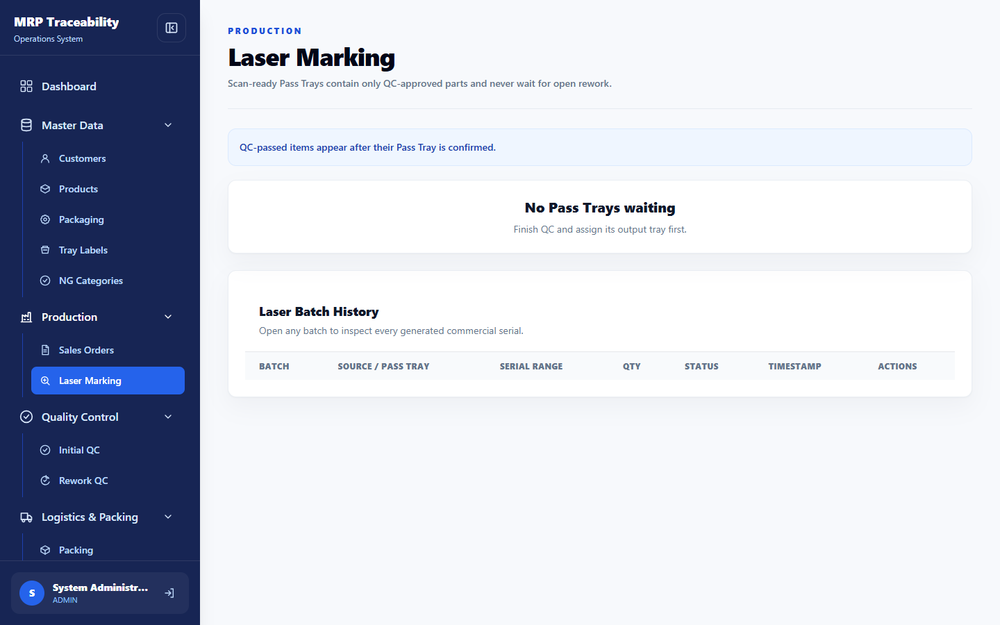 MRP Traceability
Operations System
Dashboard
Master Data
Customers
Products
Packaging
Tray Labels
NG Categories
Production
Sales Orders
Laser Marking
Quality Control
Initial QC
Rework QC
Logistics & Packing
Packing
S
System Administr...
ADMIN
PRODUCTION
Laser Marking
Scan-ready Pass Trays contain only QC-approved parts and never wait for open rework.
QC-passed items appear after their Pass Tray is confirmed.
No Pass Trays waiting
Finish QC and assign its output tray first.
Laser Batch History
Open any batch to inspect every generated commercial serial.
BATCH SOURCE / PASS TRAY SERIAL RANGE QTY STATUS TIMESTAMP ACTIONS